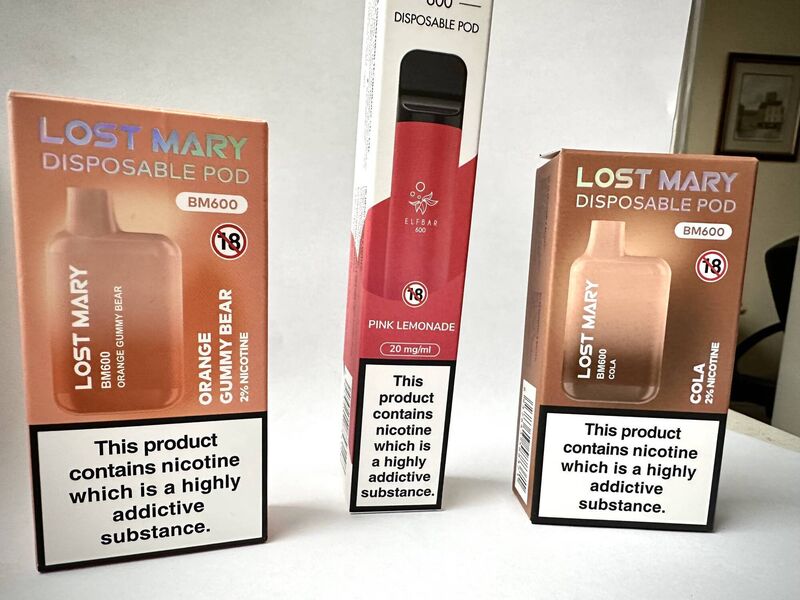 LOST MARY
DISPOSABLE POD
BM600
18
LOST MARY
BM600
ORANGE GUMMY BEAR
ORANGE
GUMMY BEAR
2% NICOTINE
This product
contains nicotine
which is a highly
addictive
substance.
600
DISPOSABLE POD
ELFBAR
600
18
PINK LEMONADE
20 mg/ml
This
product
contains
nicotine
which is
a highly
addictive
substance.
LOST MARY
DISPOSABLE POD
BM600
18
LOST MARY
BM600
COLA
COLA
2% NICOTINE
This product
contains nicotine
which is a highly
addictive
substance.